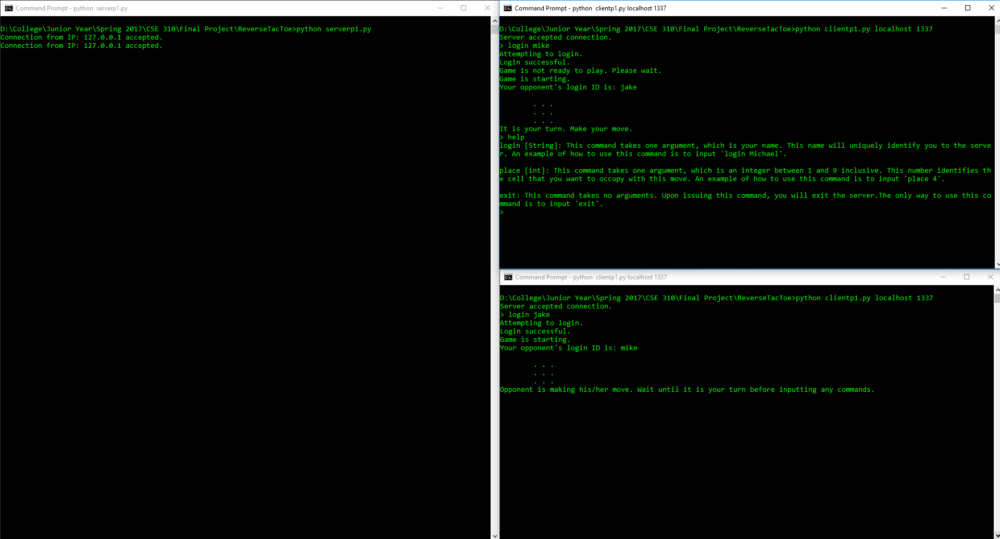 Command Prompt - python  serverp1.py
D:\College\Junior Year\Spring 2017\CSE 310\Final Project\ReverseTacToe>python serverp1.py
Connection from IP: 127.0.0.1 accepted.
Connection from IP: 127.0.0.1 accepted.
Command Prompt - python  clientp1.py localhost 1337
D:\College\Junior Year\Spring 2017\CSE 310\Final Project\ReverseTacToe>python clientp1.py localhost 1337
Server accepted connection.
> login mike
Attempting to login.
Login successful.
Game is not ready to play. Please wait.
Game is starting.
Your opponent's login ID is: jake
. . .
. . .
. . .
It is your turn. Make your move.
> help
login [String]: This command takes one argument, which is your name. This name will uniquely identify you to the serve
r. An example of how to use this command is to input 'login Michael'.
place [int]: This command takes one argument, which is an integer between 1 and 9 inclusive. This number identifies th
e cell that you want to occupy with this move. An example of how to use this command is to input 'place 4'.
exit: This command takes no arguments. Upon issuing this command, you will exit the server.The only way to use this co
mmand is to input 'exit'.
>
Command Prompt - python  clientp1.py localhost 1337
D:\College\Junior Year\Spring 2017\CSE 310\Final Project\ReverseTacToe>python clientp1.py localhost 1337
Server accepted connection.
> login jake
Attempting to login.
Login successful.
Game is starting.
Your opponent's login ID is: mike
. . .
. . .
. . .
Opponent is making his/her move. Wait until it is your turn before inputting any commands.